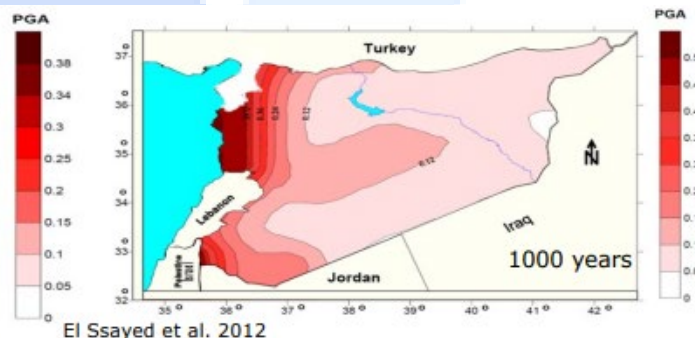 PGA
PGA
Turkey
37
36
35
34
33
32
0.38
0.34
0.3
0.25
0.2
0.15
0.1
0.05
0
0.12
0.12
Lebanon
Palestine
Iraq
N
Jordan
1000 years
35
36
37
38
39
40
41
42
El Ssayed et al. 2012